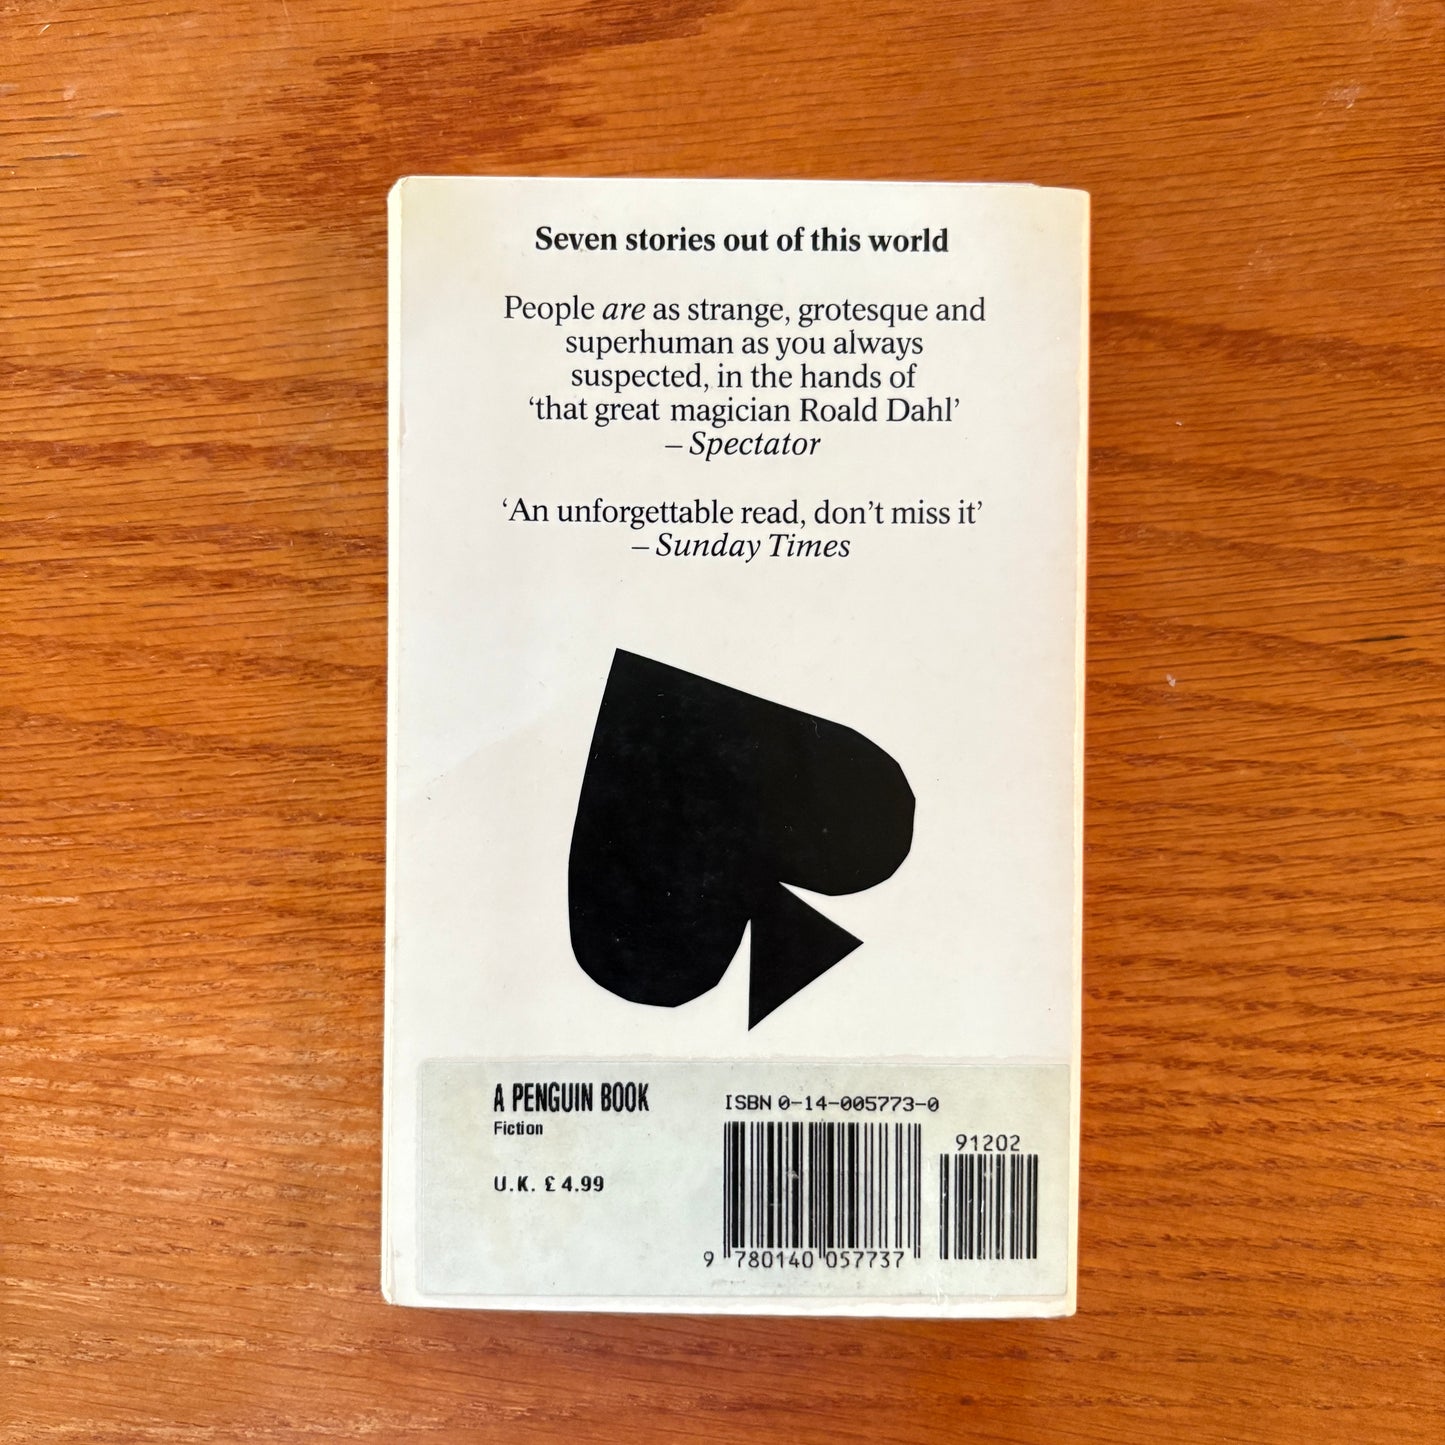 Seven stories out of this world
People are as strange, grotesque and
superhuman as you always
suspected, in the hands of
‘that great magician Roald Dahl’
– Spectator
‘An unforgettable read, don’t miss it’
– Sunday Times
A PENGUIN BOOK
Fiction
U.K. £4.99
ISBN 0-14-005773-0
91202
9 780140 057737